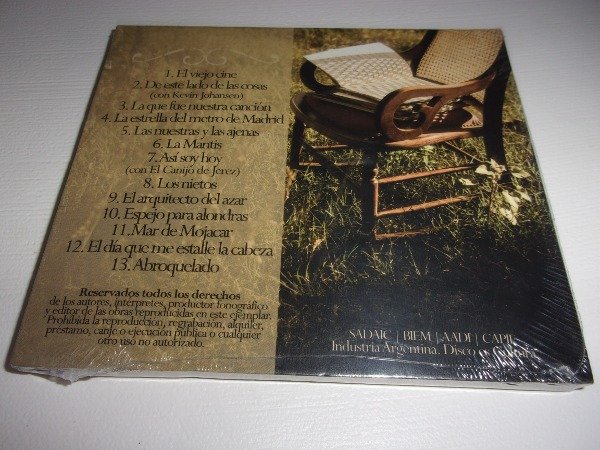 1. El viejo cine
2. De este lado de las cosas
(con Kevin Johansen)
3. La que fue nuestra canción
4. La estrella del metro de Madrid
5. Las nuestras y las ajenas
6. La Mantis
7. Así soy hoy
(con El Canijo de Jerez)
8. Los nietos
9. El arquitecto del azar
10. Espejo para alondras
11. Mar de Mojacar
12. El día que me estalle la cabeza
13. Abroquelado
Reservados todos los derechos
de los autores, intérpretes, productor fonográfico
y editor de las obras reproducidas en este ejemplar.
Prohibida la reproducción, regrabación, alquiler,
préstamo, canje o ejecución pública o cualquier
otro uso no autorizado.
SADAIC | BIEM | AADI | CAPIF
Industria Argentina. Disco